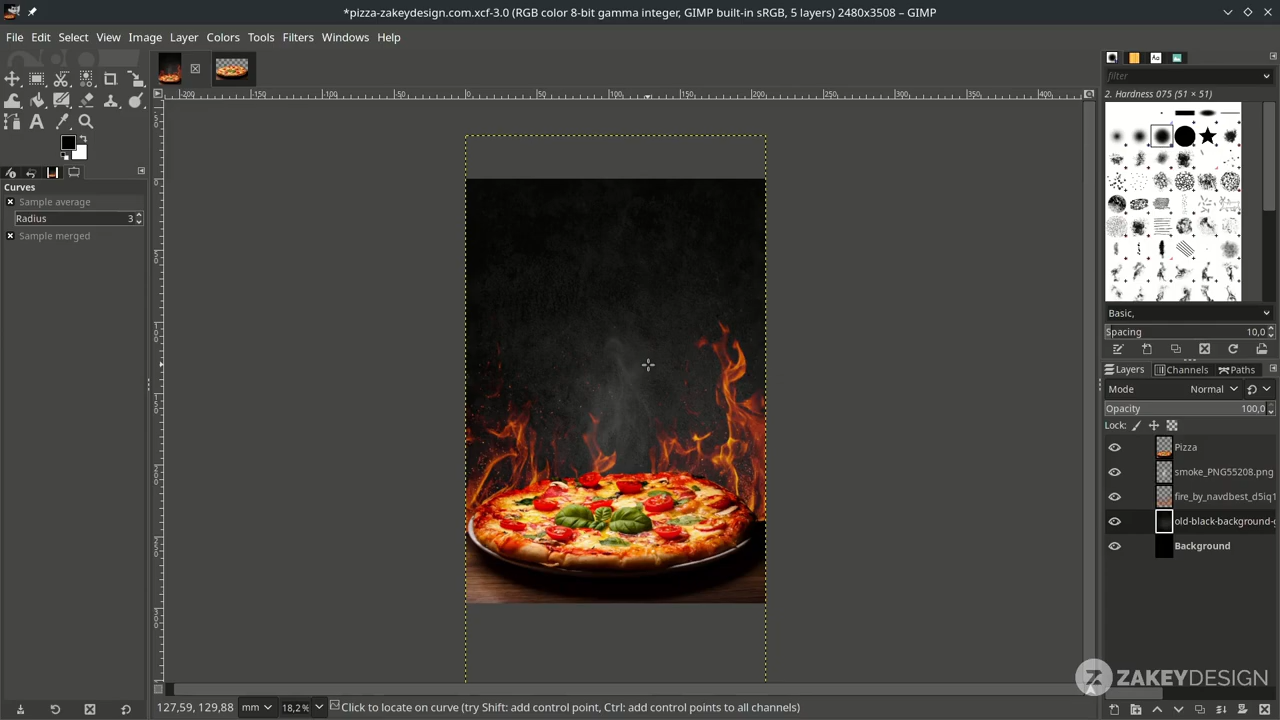 *pizza-zakeydesign.com.xcf-3.0 (RGB color 8-bit gamma integer, GIMP built-in sRGB, 5 layers) 2480x3508 – GIMP
File Edit Select View Image Layer Colors Tools Filters Windows Help
filter
2. Hardness 075 (51 × 51)
Curves
Sample average
Radius 3
Sample merged
Basic,
Spacing 10,0
Layers Channels Paths
Mode Normal
Opacity 100,0
Lock:
Pizza
smoke_PNG55208.png
fire_by_navdbest_d5iq1
old-black-background-
Background
ZAKEYDESIGN
127,59, 129,88 mm 18,2% Click to locate on curve (try Shift: add control point, Ctrl: add control points to all channels)